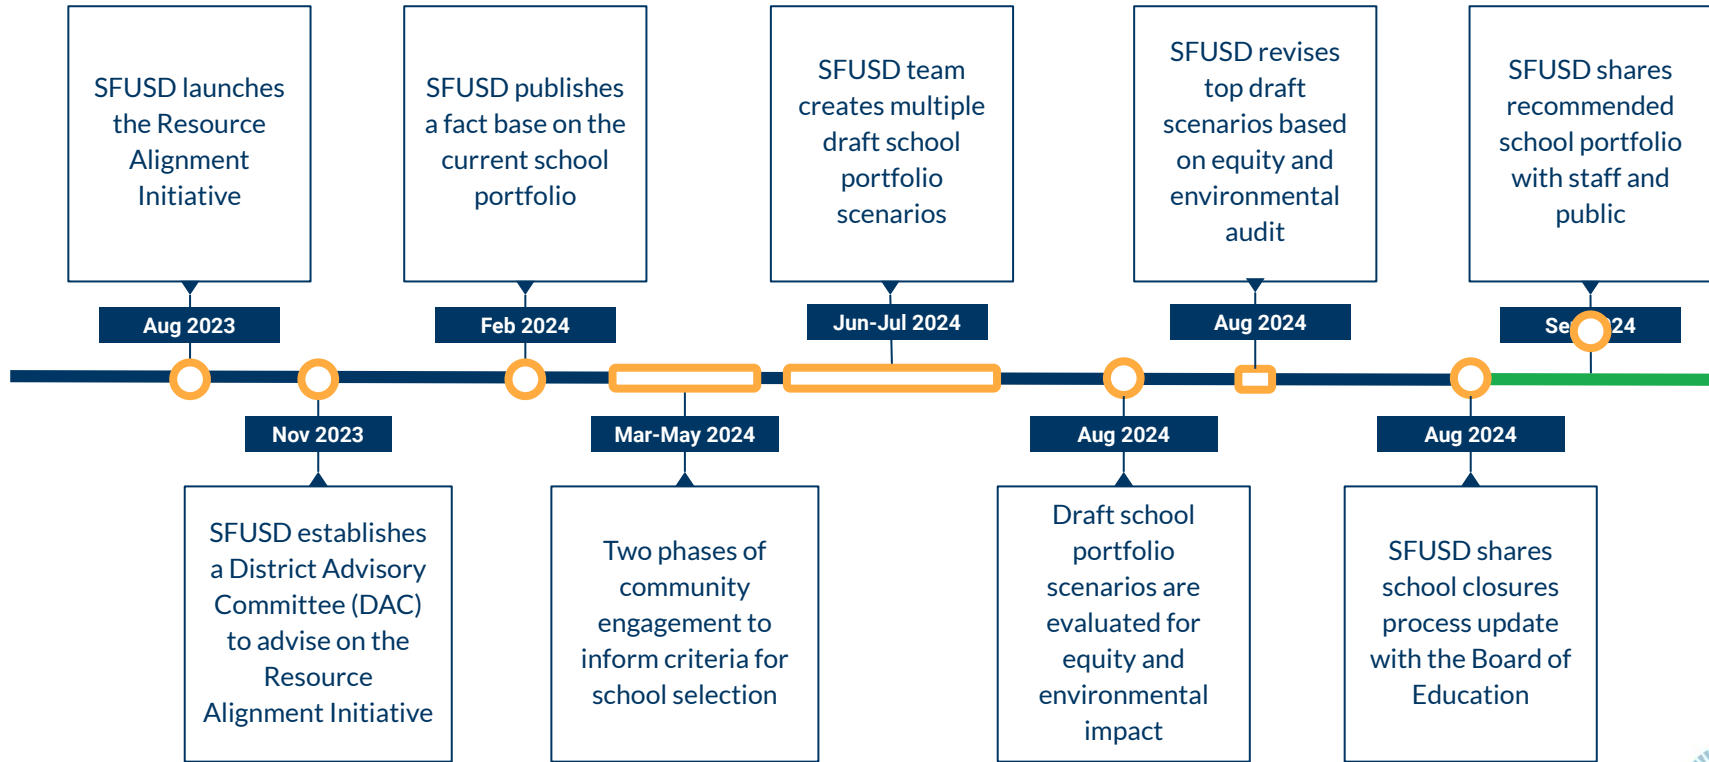 SFUSD launches
the Resource
Alignment
Initiative
Aug 2023
SFUSD establishes
a District Advisory
Committee (DAC)
to advise on the
Resource
Alignment Initiative
Nov 2023
SFUSD publishes
a fact base on the
current school
portfolio
Feb 2024
Mar-May 2024
Two phases of
community
engagement to
inform criteria for
school selection
SFUSD team
creates multiple
draft school
portfolio
scenarios
Jun-Jul 2024
Aug 2024
Draft school
portfolio
scenarios are
evaluated for
equity and
environmental
impact
SFUSD revises
top draft
scenarios based
on equity and
environmental
audit
Aug 2024
Aug 2024
SFUSD shares
school closures
process update
with the Board of
Education
SFUSD shares
recommended
school portfolio
with staff and
public
24